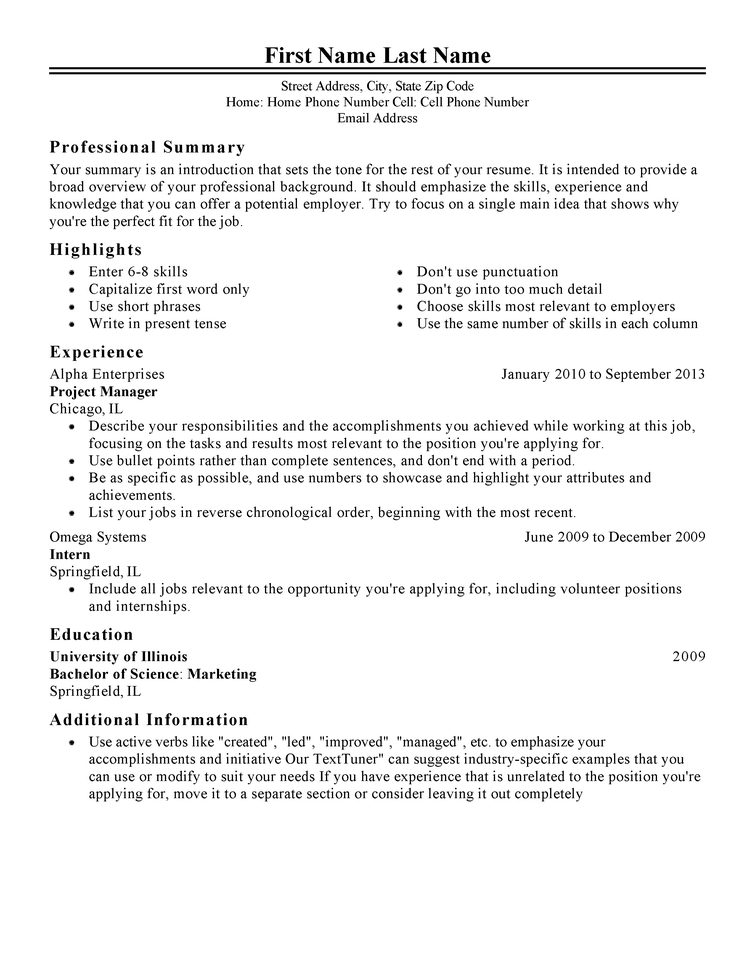 First Name Last Name
Street Address, City, State Zip Code
Home: Home Phone Number Cell: Cell Phone Number
Email Address
Professional Summary
Your summary is an introduction that sets the tone for the rest of your resume. It is intended to provide a
broad overview of your professional background. It should emphasize the skills, experience and
knowledge that you can offer a potential employer. Try to focus on a single main idea that shows why
you're the perfect fit for the job.
Highlights
• Enter 6-8 skills
• Capitalize first word only
• Use short phrases
• Write in present tense
• Don't use punctuation
• Don't go into too much detail
• Choose skills most relevant to employers
• Use the same number of skills in each column
Experience
Alpha Enterprises January 2010 to September 2013
Project Manager
Chicago, IL
• Describe your responsibilities and the accomplishments you achieved while working at this job,
focusing on the tasks and results most relevant to the position you're applying for.
• Use bullet points rather than complete sentences, and don't end with a period.
• Be as specific as possible, and use numbers to showcase and highlight your attributes and
achievements.
• List your jobs in reverse chronological order, beginning with the most recent.
Omega Systems June 2009 to December 2009
Intern
Springfield, IL
• Include all jobs relevant to the opportunity you're applying for, including volunteer positions
and internships.
Education
University of Illinois 2009
Bachelor of Science: Marketing
Springfield, IL
Additional Information
• Use active verbs like "created", "led", "improved", "managed", etc. to emphasize your
accomplishments and initiative Our TextTuner" can suggest industry-specific examples that you
can use or modify to suit your needs If you have experience that is unrelated to the position you're
applying for, move it to a separate section or consider leaving it out completely